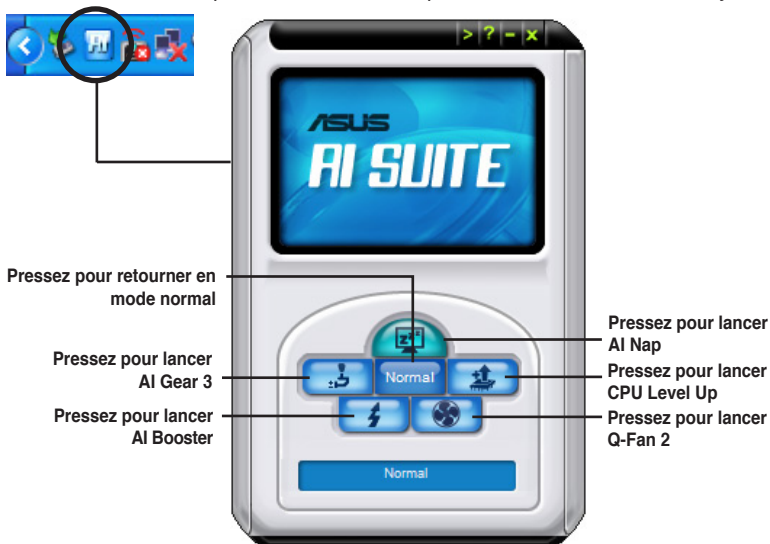 > ? - x
ASUS
AI SUITE
Pressez pour retourner en
mode normal
Pressez pour lancer
AI Nap
Pressez pour lancer
AI Gear 3
Normal
Pressez pour lancer
CPU Level Up
Pressez pour lancer
AI Booster
Pressez pour lancer
Q-Fan 2
Normal